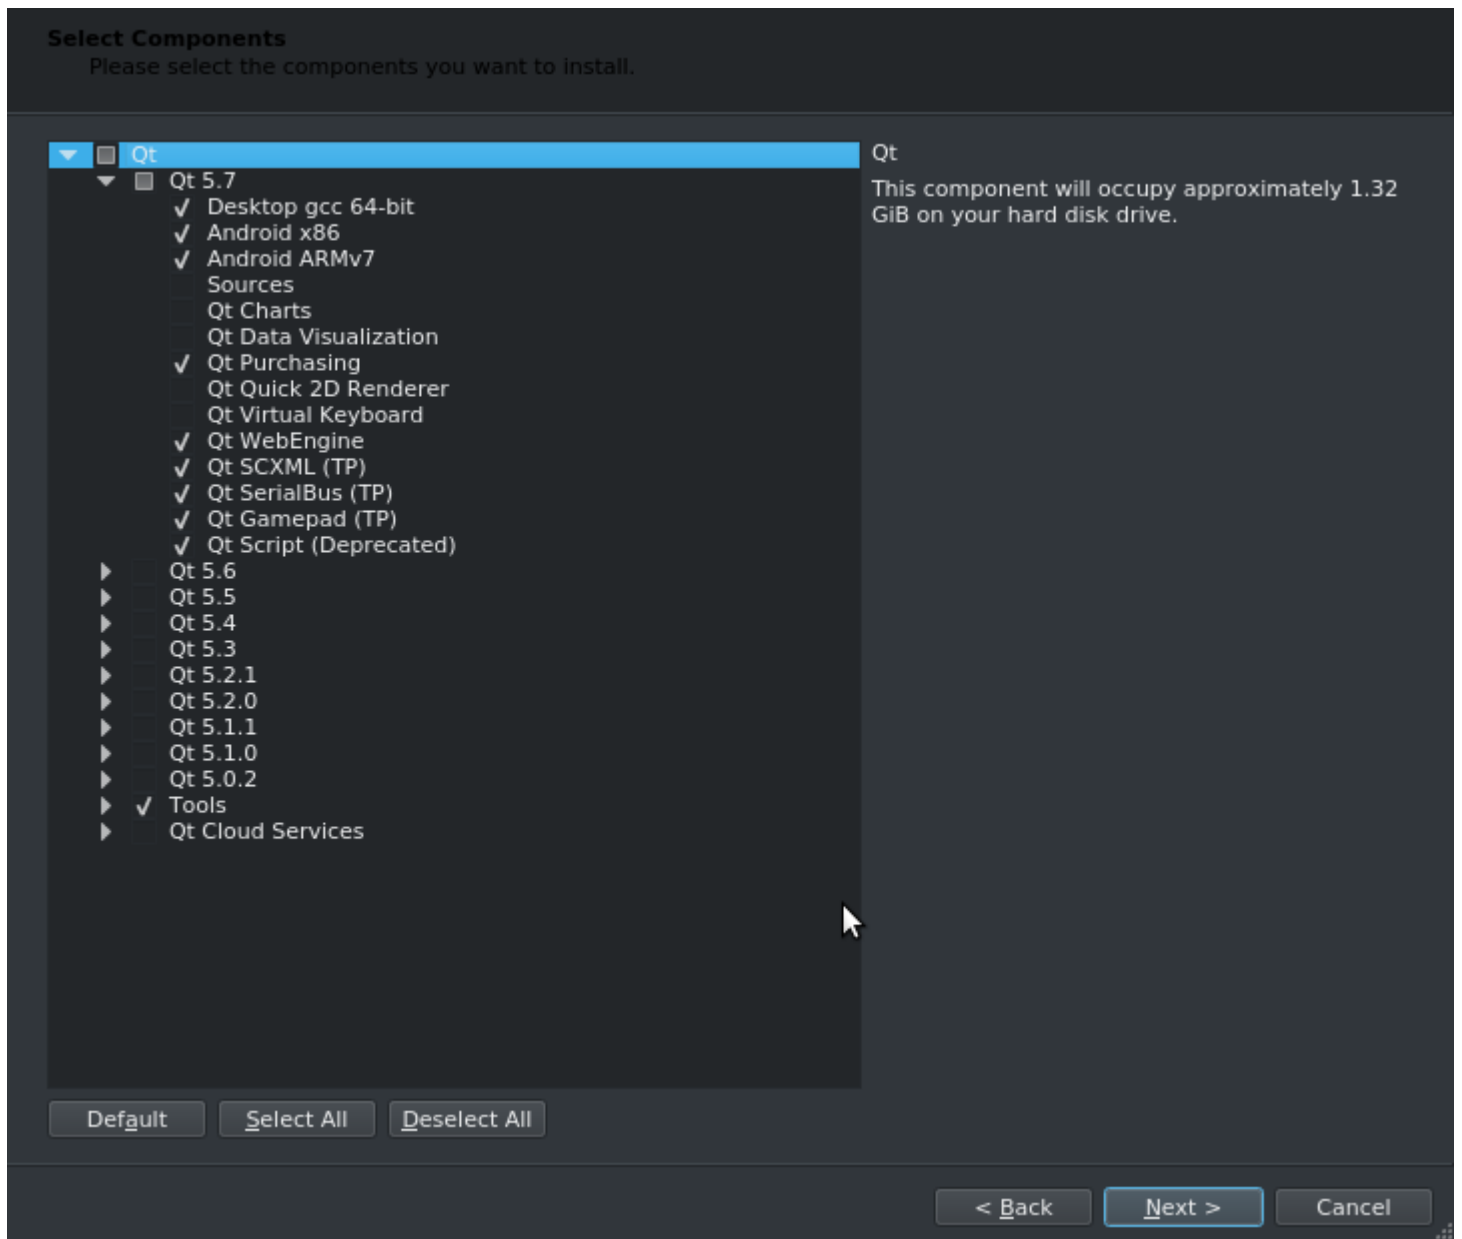 Select Components
Please select the components you want to install.
Qt
Qt 5.7
Desktop gcc 64-bit
Android x86
Android ARMv7
Sources
Qt Charts
Qt Data Visualization
Qt Purchasing
Qt Quick 2D Renderer
Qt Virtual Keyboard
Qt WebEngine
Qt SCXML (TP)
Qt SerialBus (TP)
Qt Gamepad (TP)
Qt Script (Deprecated)
Qt 5.6
Qt 5.5
Qt 5.4
Qt 5.3
Qt 5.2.1
Qt 5.2.0
Qt 5.1.1
Qt 5.1.0
Qt 5.0.2
Tools
Qt Cloud Services
Qt
This component will occupy approximately 1.32
GiB on your hard disk drive.
Default Select All Deselect All
< Back Next > Cancel